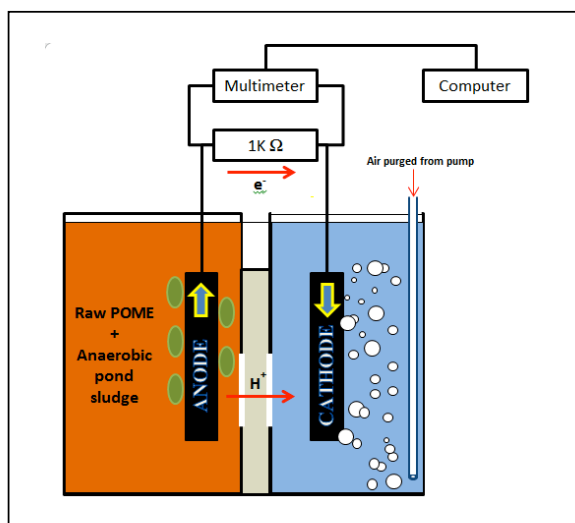 Multimeter
Computer
1K Ω
e-
Air purged from pump
Raw POME
+
Anaerobic
pond
sludge
ANODE
H+
CATHODE